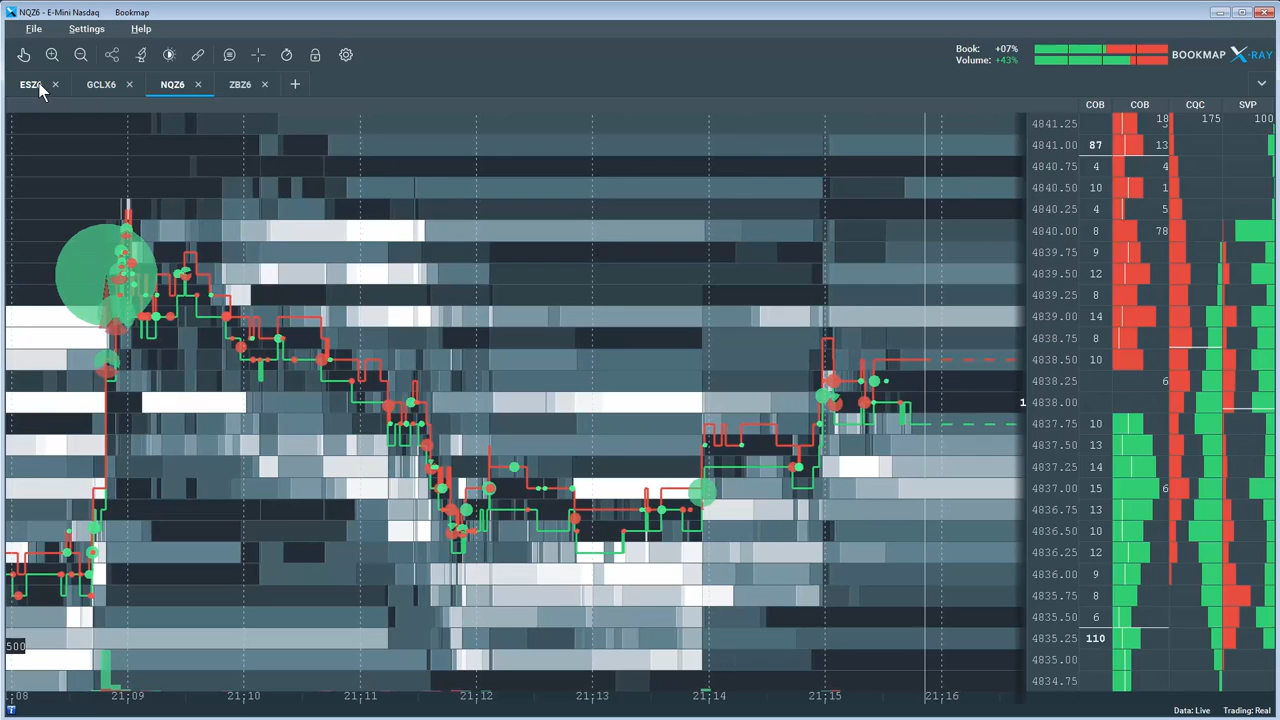 NQZ6 - E-Mini Nasdaq Bookmap
File Settings Help
Book: +07%
Volume: +43%
BOOKMAP X-RAY
GCLX6 NQZ6 ZBZ6
COB COB CQC SVP
4841.25 18 3 175 100
4841.00 87 13
4840.75 4 4
4840.50 10 1
4840.25 4 5
4840.00 8 78
4839.75 9
4839.50 12
4839.25 8
4839.00 14
4838.75 8
4838.50 10
4838.25 6
1 4838.00
4837.75 10
4837.50 13
4837.25 14
4837.00 15 6
4836.75 13
4836.50 10
4836.25 12
4836.00 9
4835.75 8
4835.50 6
500 4835.25 110
4835.00
4834.75
:08 21:09 21:10 21:11 21:12 21:13 21:14 21:15 21:16
Data: Live Trading: Real